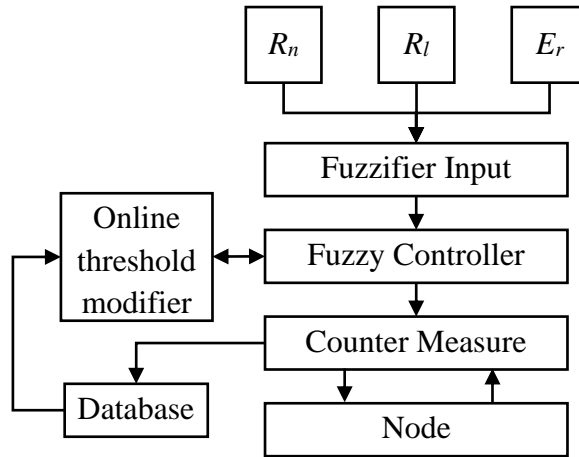 Rn
Rl
Er
Fuzzifier Input
Online
threshold
modifier
Fuzzy Controller
Counter Measure
Database
Node